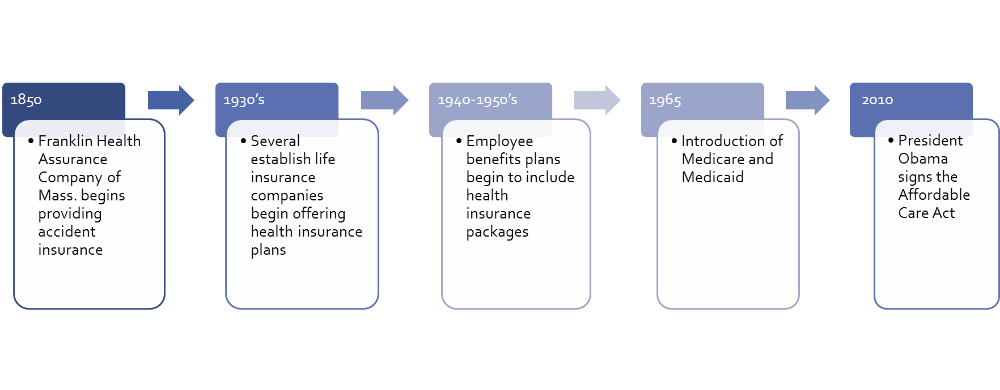 1850
• Franklin Health
Assurance
Company of
Mass. begins
providing
accident
insurance
1930’s
• Several
establish life
insurance
companies
begin offering
health insurance
plans
1940-1950’s
• Employee
benefits plans
begin to include
health
insurance
packages
1965
• Introduction of
Medicare and
Medicaid
2010
• President
Obama
signs the
Affordable
Care Act